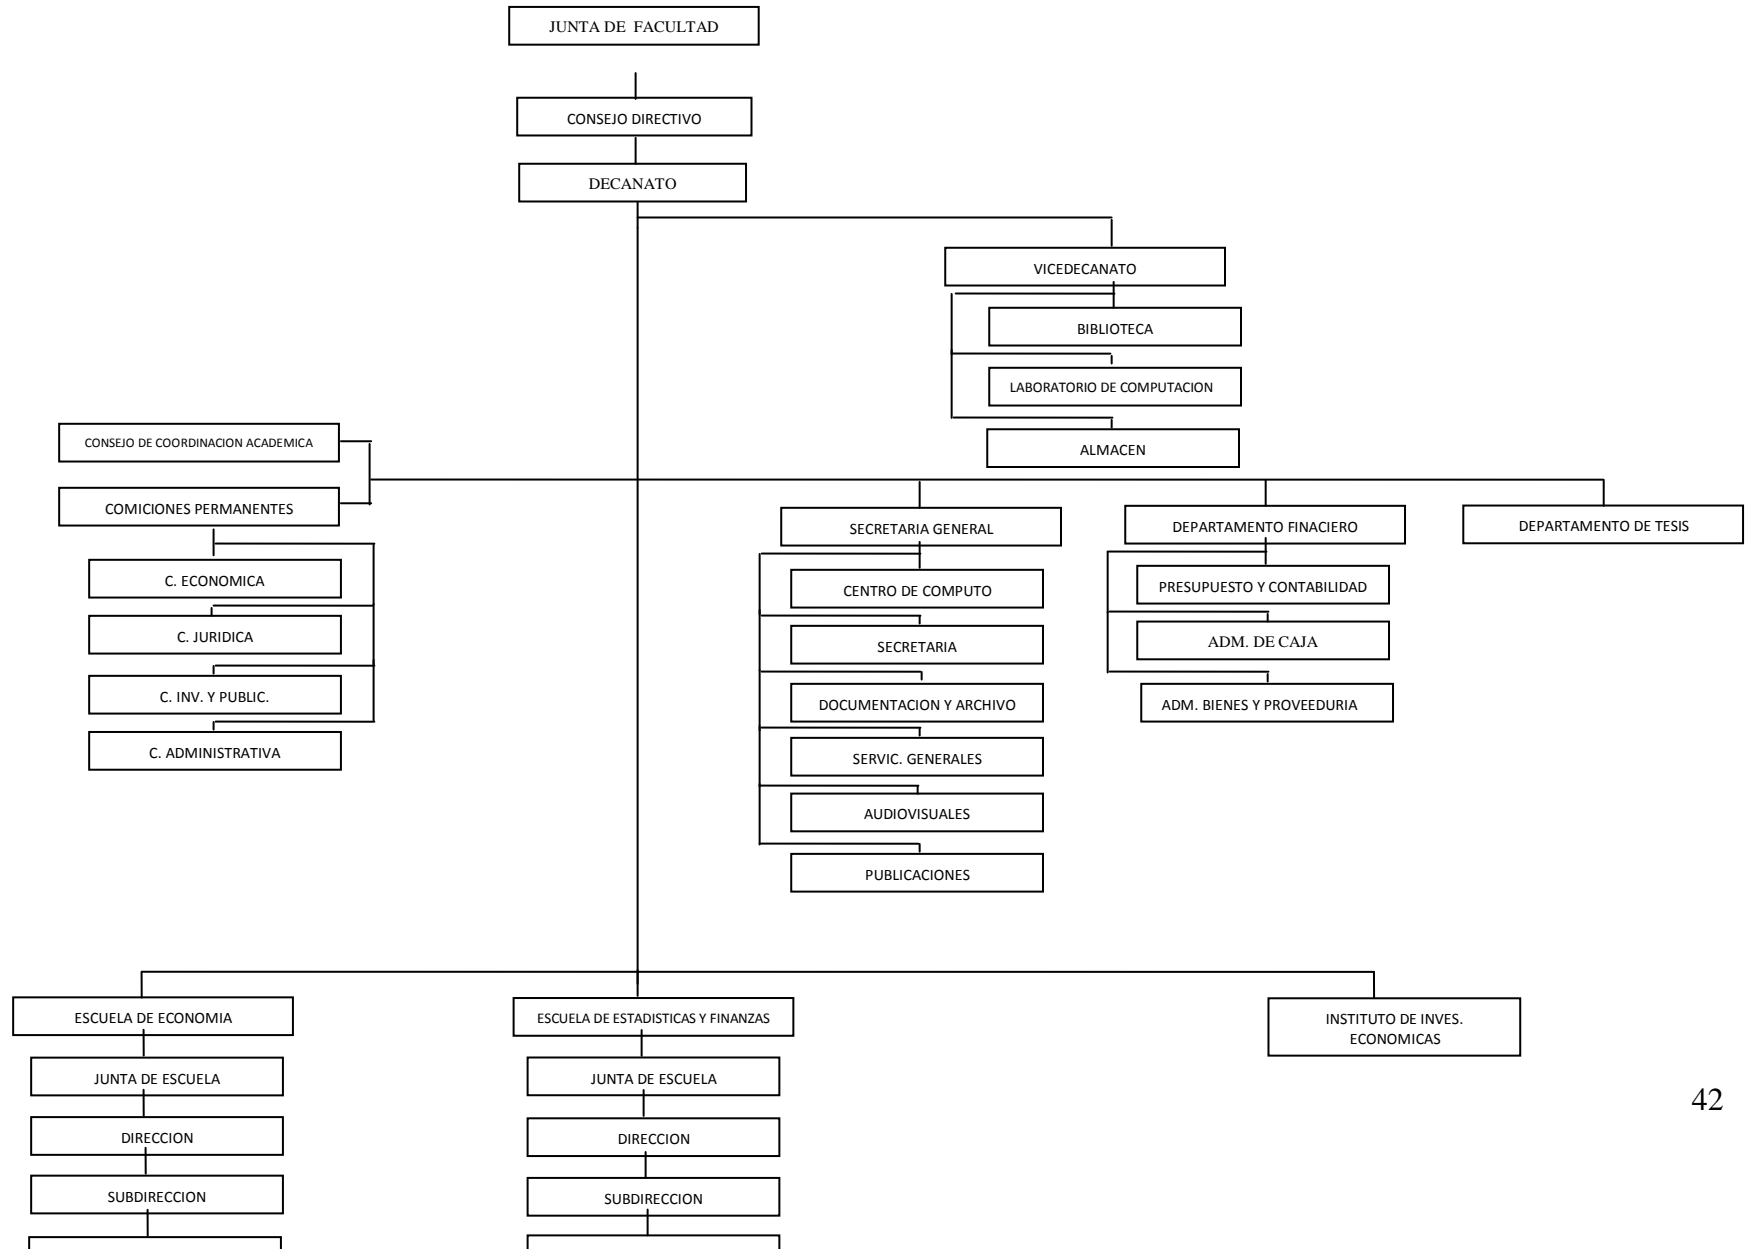 JUNTA DE FACULTAD
CONSEJO DIRECTIVO
DECANATO
VICEDECANATO
BIBLIOTECA
LABORATORIO DE COMPUTACION
ALMACEN
CONSEJO DE COORDINACION ACADEMICA
COMICIONES PERMANENTES
C. ECONOMICA
C. JURIDICA
C. INV. Y PUBLIC.
C. ADMINISTRATIVA
SECRETARIA GENERAL
CENTRO DE COMPUTO
SECRETARIA
DOCUMENTACION Y ARCHIVO
SERVIC. GENERALES
AUDIOVISUALES
PUBLICACIONES
DEPARTAMENTO FINACIERO
PRESUPUESTO Y CONTABILIDAD
ADM. DE CAJA
ADM. BIENES Y PROVEEDURIA
DEPARTAMENTO DE TESIS
ESCUELA DE ECONOMIA
JUNTA DE ESCUELA
DIRECCION
SUBDIRECCION
ESCUELA DE ESTADISTICAS Y FINANZAS
JUNTA DE ESCUELA
DIRECCION
SUBDIRECCION
INSTITUTO DE INVES.
ECONOMICAS
42